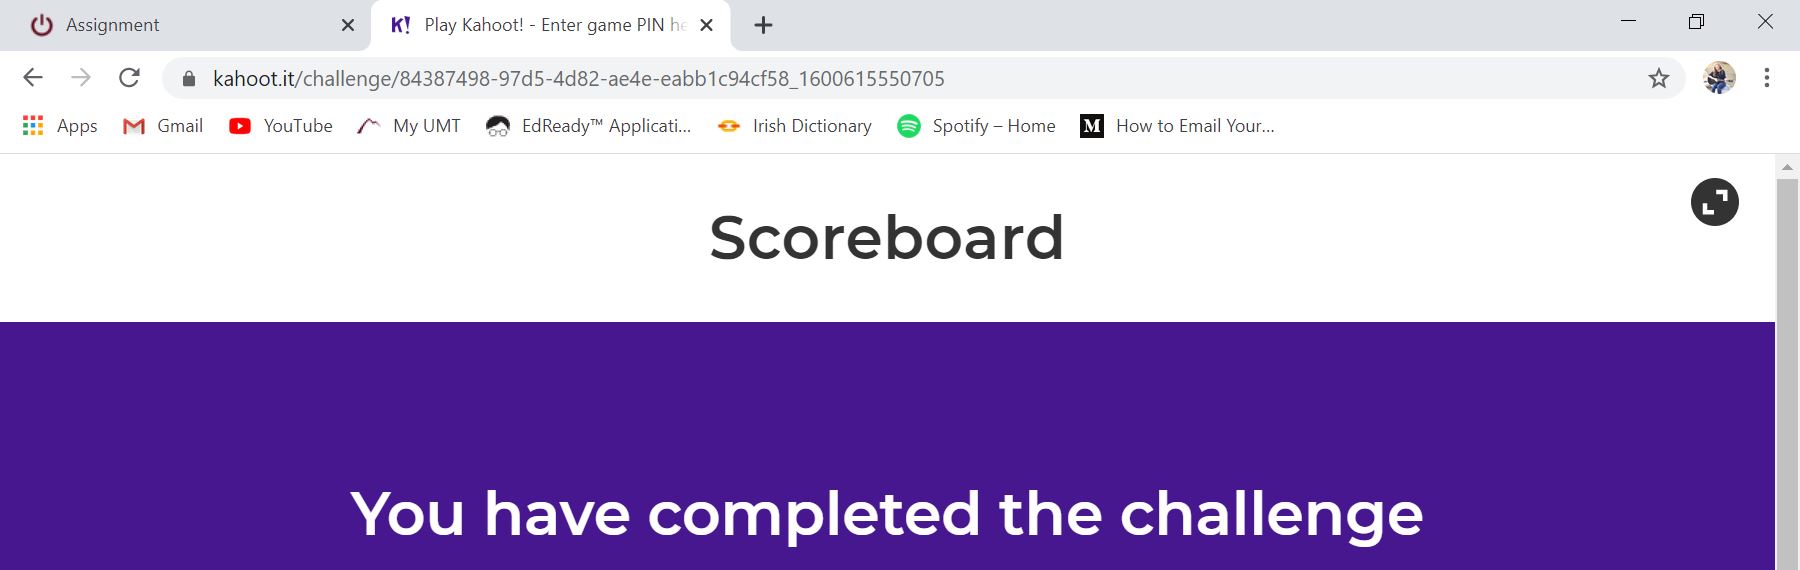 Assignment
K! Play Kahoot! - Enter game PIN he
kahoot.it/challenge/84387498-97d5-4d82-ae4e-eabb1c94cf58_1600615550705
Apps Gmail YouTube My UMT EdReady™ Applicati... Irish Dictionary Spotify – Home M How to Email Your...
Scoreboard
You have completed the challenge